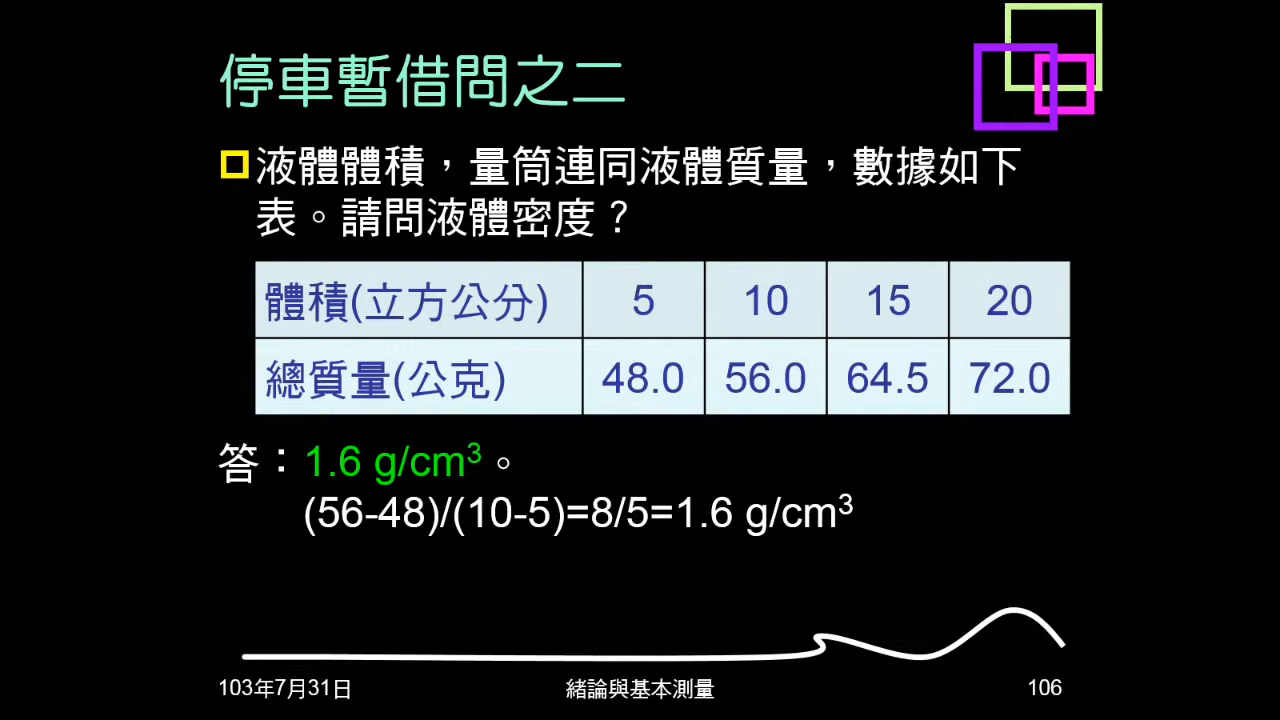 停車暫借問之二
液體體積，量筒連同液體質量，數據如下
表。請問液體密度？
體積(立方公分) 5 10 15 20
總質量(公克) 48.0 56.0 64.5 72.0
答：1.6 g/cm³。
(56-48)/(10-5)=8/5=1.6 g/cm³
103年7月31日 緒論與基本測量 106